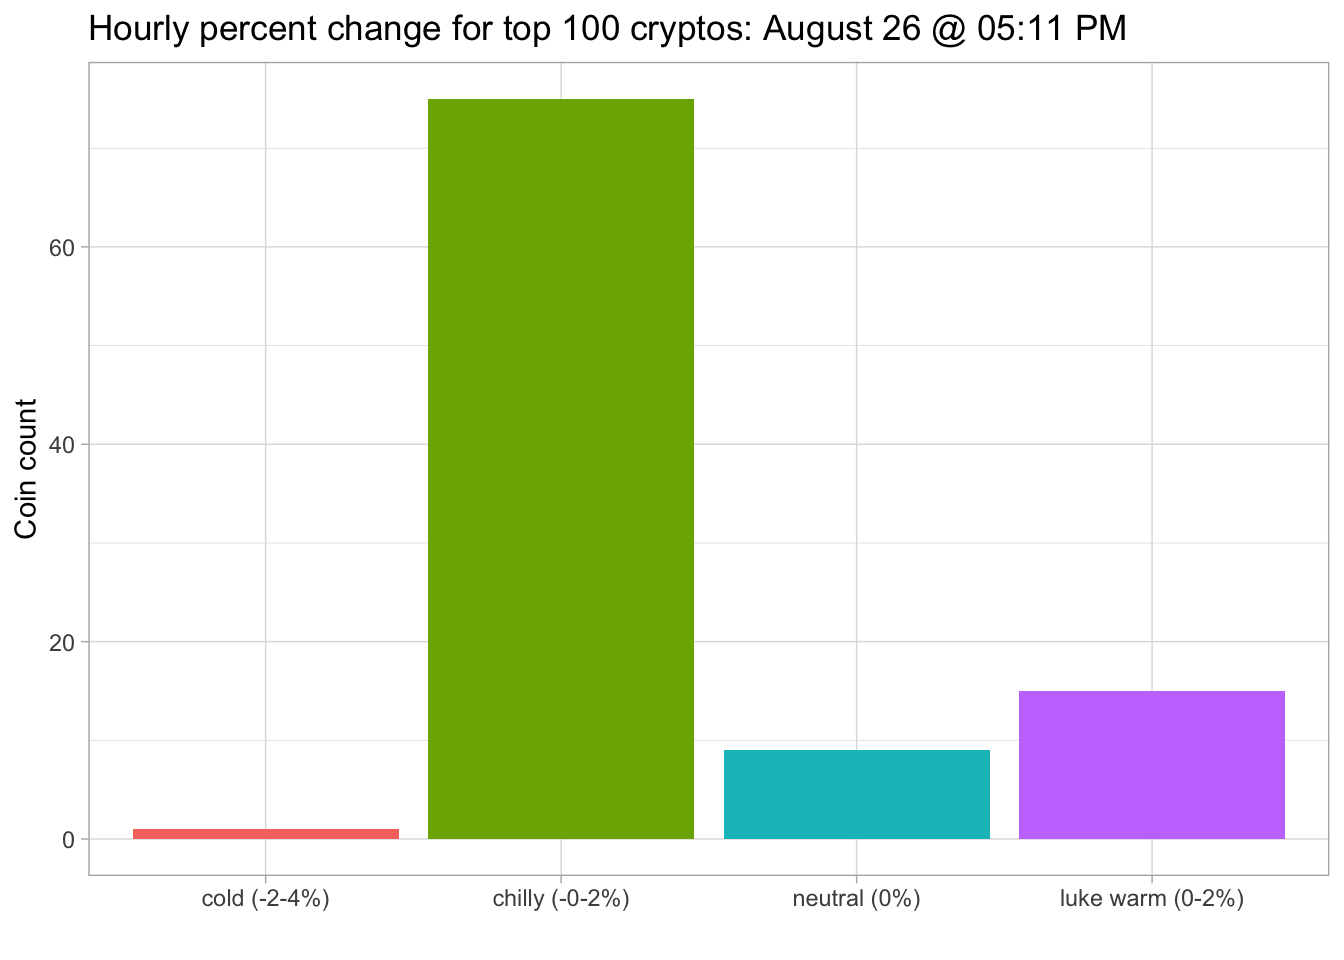 Hourly percent change for top 100 cryptos: August 26 @ 05:11 PM
Coin count
60
40
20
0
cold (-2-4%)
chilly (-0-2%)
neutral (0%)
luke warm (0-2%)